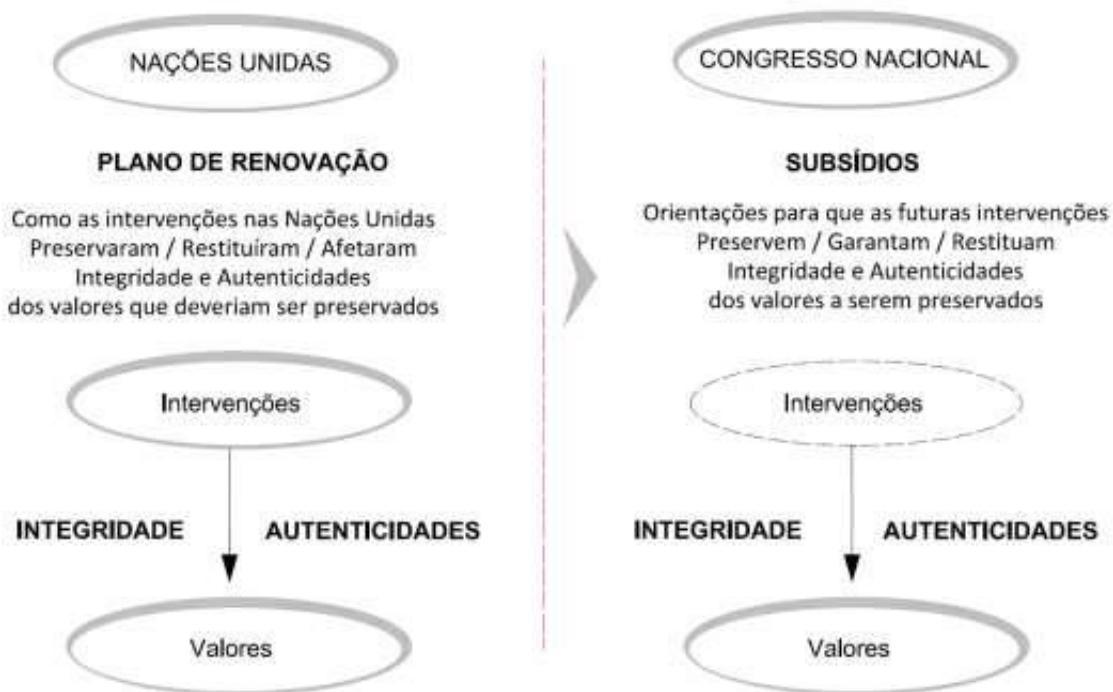 NAÇÕES UNIDAS
PLANO DE RENOVAÇÃO
Como as intervenções nas Nações Unidas
Preservaram / Restituíram / Afetaram
Integridade e Autenticidades
dos valores que deveriam ser preservados
Intervenções
INTEGRIDADE AUTENTICIDADES
Valores
CONGRESSO NACIONAL
SUBSÍDIOS
Orientações para que as futuras intervenções
Preservem / Garantam / Restituam
Integridade e Autenticidades
dos valores a serem preservados
Intervenções
INTEGRIDADE AUTENTICIDADES
Valores